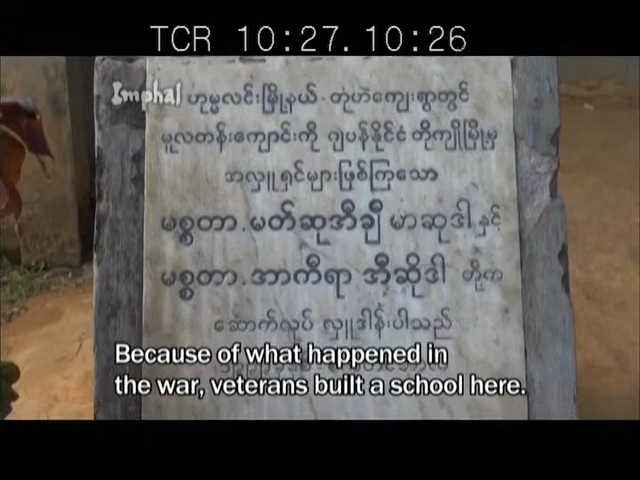 TCR 10:27.10:26
Imphal
ဟုမ္မလင်းမြို့နယ်-တုံဟဲကျေးရွာတွင်
မူလတန်းကျောင်းကို ဂျပန်နိုင်ငံ တိုကျိုမြို့မှ
အလှူရှင်များဖြစ်ကြသော
မစ္စတာ.မတ်ဆုအိချီ မာဆုဒါ နှင့်
မစ္စတာ.အာကီရာ အီဆိုဒါ တို့က
ဆောက်လုပ် လှူဒါန်းပါသည်
Because of what happened in
the war, veterans built a school here.